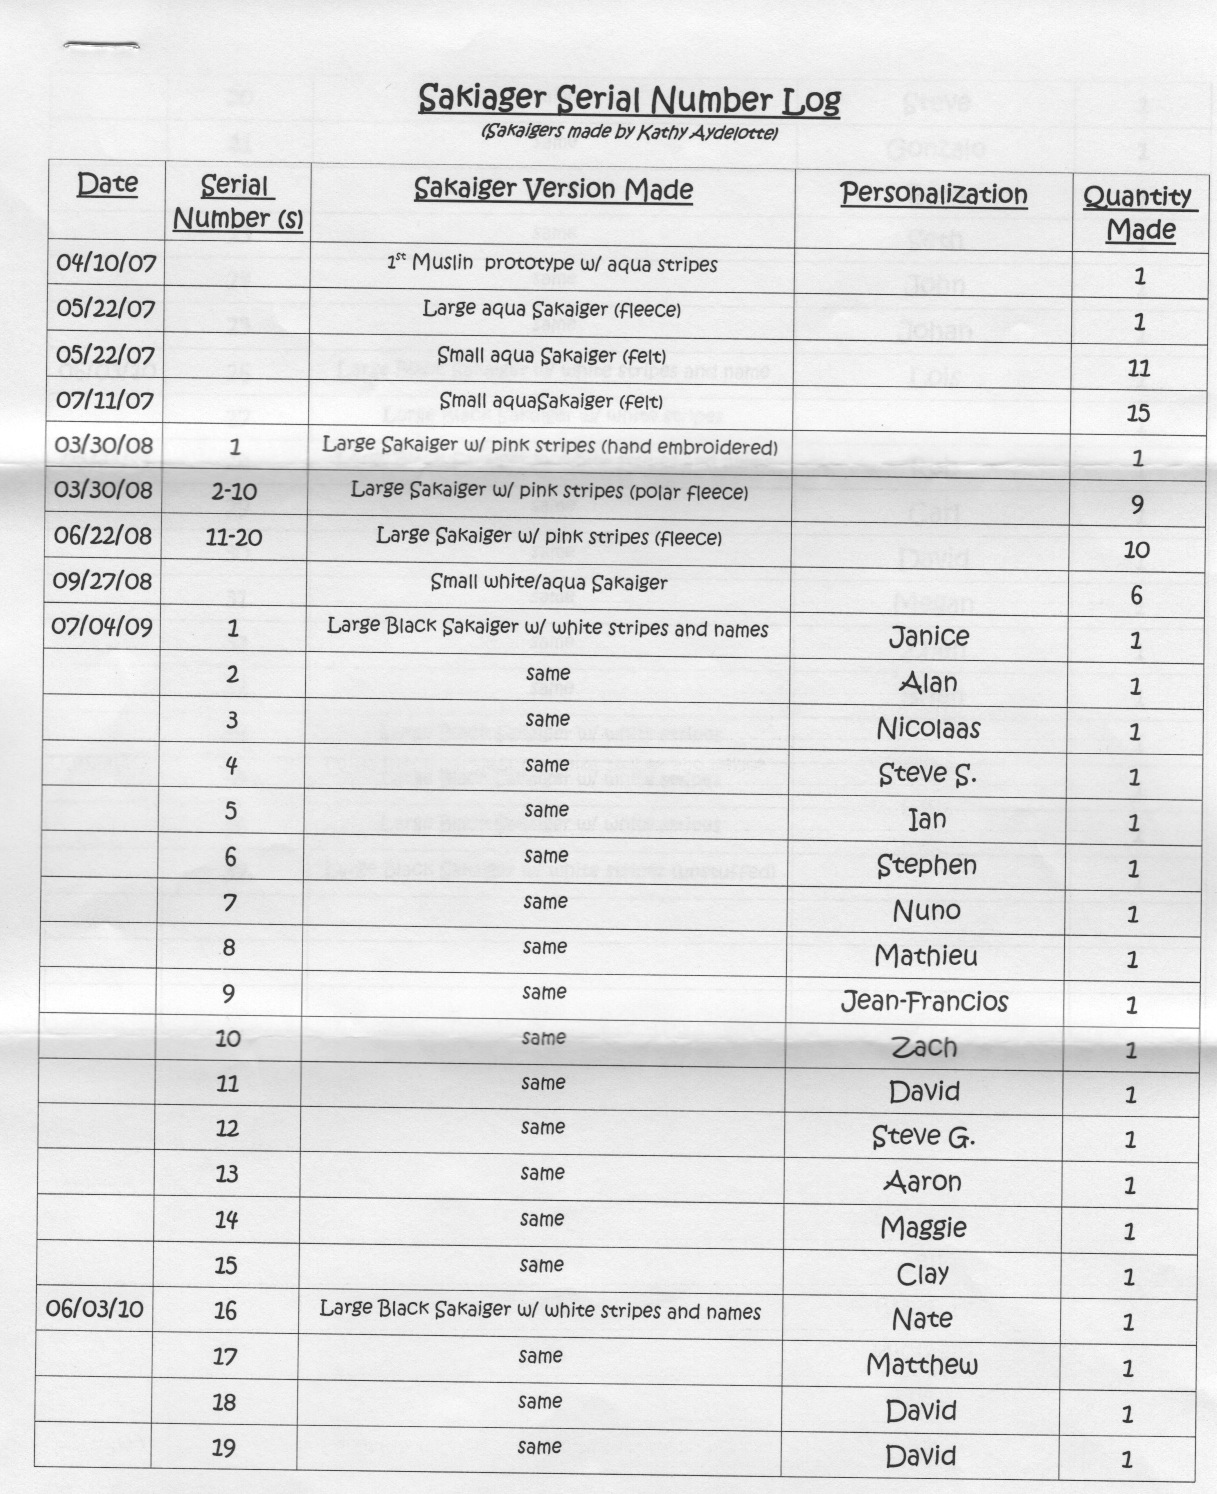 Sakiager Serial Number Log
(Sakaigers made by Kathy Aydelotte)
Date Serial Number (s) Sakaiger Version Made Personalization Quantity Made
04/10/07 1st Muslin prototype w/ aqua stripes 1
05/22/07 Large aqua Sakaiger (fleece) 1
05/22/07 Small aqua Sakaiger (felt) 11
07/11/07 Small aquaSakaiger (felt) 15
03/30/08 1 Large Sakaiger w/ pink stripes (hand embroidered) 1
03/30/08 2-10 Large Sakaiger w/ pink stripes (polar fleece) 9
06/22/08 11-20 Large Sakaiger w/ pink stripes (fleece) 10
09/27/08 Small white/aqua Sakaiger 6
07/04/09 1 Large Black Sakaiger w/ white stripes and names Janice 1
2 same Alan 1
3 same Nicolaas 1
4 same Steve S. 1
5 same Ian 1
6 same Stephen 1
7 same Nuno 1
8 same Mathieu 1
9 same Jean-Francios 1
10 same Zach 1
11 same David 1
12 same Steve G. 1
13 same Aaron 1
14 same Maggie 1
15 same Clay 1
06/03/10 16 Large Black Sakaiger w/ white stripes and names Nate 1
17 same Matthew 1
18 same David 1
19 same David 1